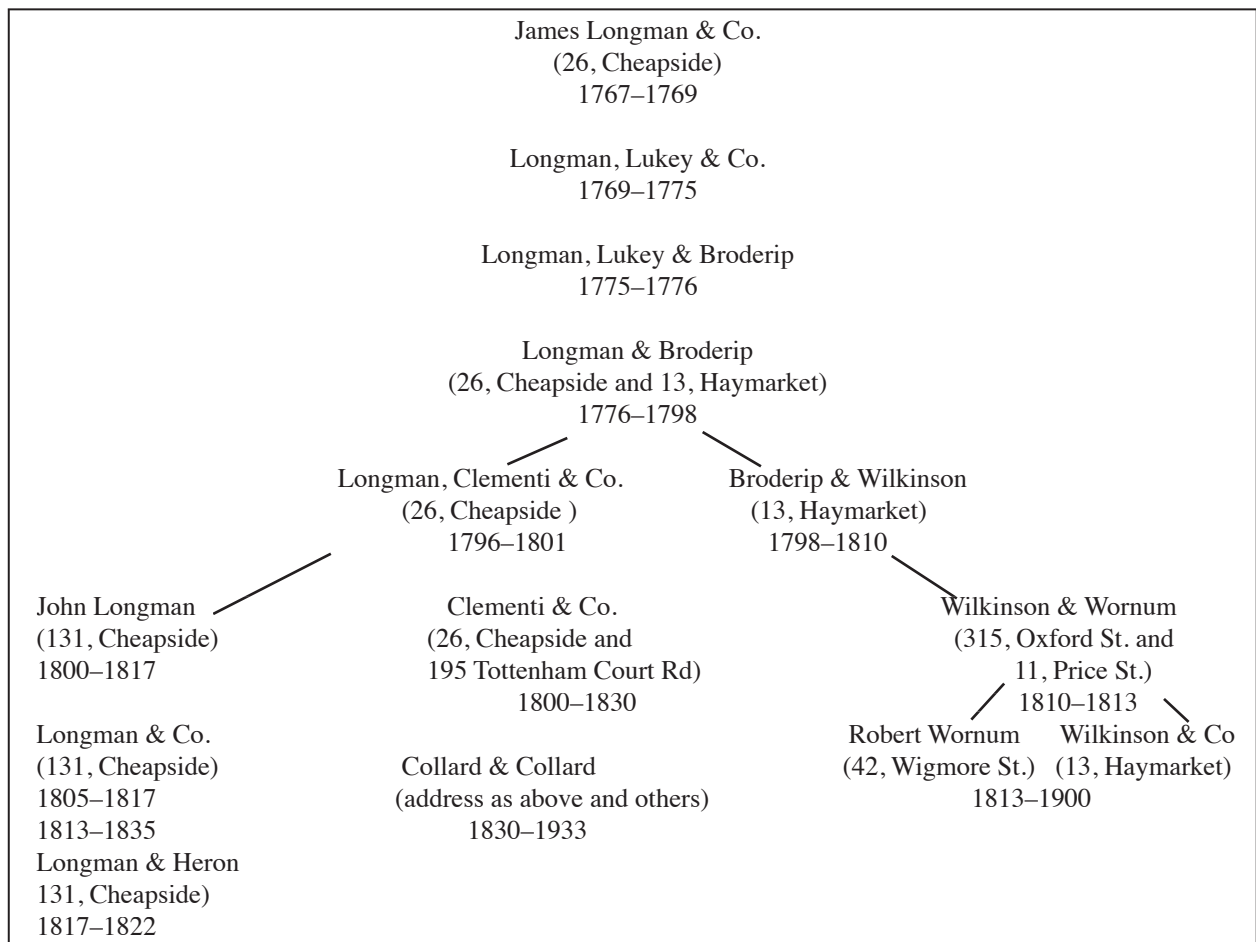 James Longman & Co.
(26, Cheapside)
1767–1769
Longman, Lukey & Co.
1769–1775
Longman, Lukey & Broderip
1775–1776
Longman & Broderip
(26, Cheapside and 13, Haymarket)
1776–1798
Longman, Clementi & Co.
(26, Cheapside )
1796–1801
Broderip & Wilkinson
(13, Haymarket)
1798–1810
John Longman
(131, Cheapside)
1800–1817
Clementi & Co.
(26, Cheapside and
195 Tottenham Court Rd)
1800–1830
Wilkinson & Wornum
(315, Oxford St. and
11, Price St.)
1810–1813
Longman & Co.
(131, Cheapside)
1805–1817
1813–1835
Longman & Heron
131, Cheapside)
1817–1822
Collard & Collard
(address as above and others)
1830–1933
Robert Wornum
(42, Wigmore St.)
Wilkinson & Co
(13, Haymarket)
1813–1900